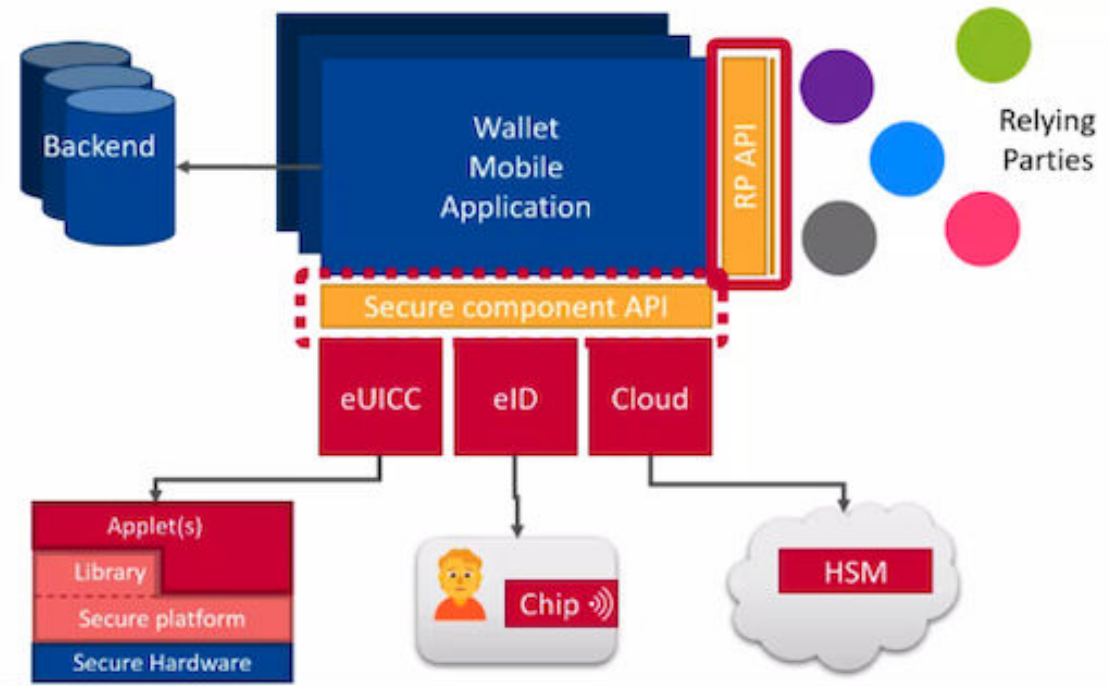 Backend
Wallet
Mobile
Application
RP API
Relying
Parties
Secure component API
eUICC
eID
Cloud
Applet(s)
Library
Secure platform
Secure Hardware
Chip
HSM